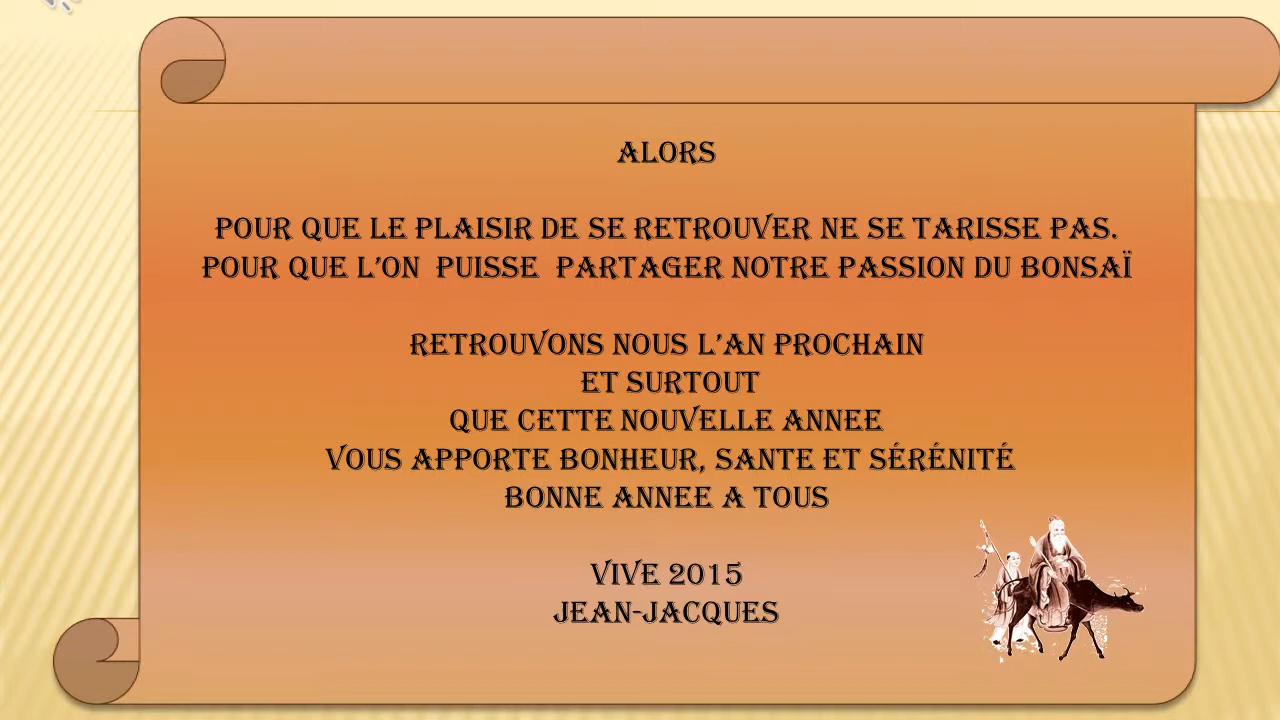 ALORS
POUR QUE LE PLAISIR DE SE RETROUVER NE SE TARISSE PAS.
POUR QUE L’ON PUISSE PARTAGER NOTRE PASSION DU BONSAÏ
RETROUVONS NOUS L’AN PROCHAIN
ET SURTOUT
QUE CETTE NOUVELLE ANNEE
VOUS APPORTE BONHEUR, SANTE ET SÉRÉNITÉ
BONNE ANNEE A TOUS
VIVE 2015
JEAN-JACQUES